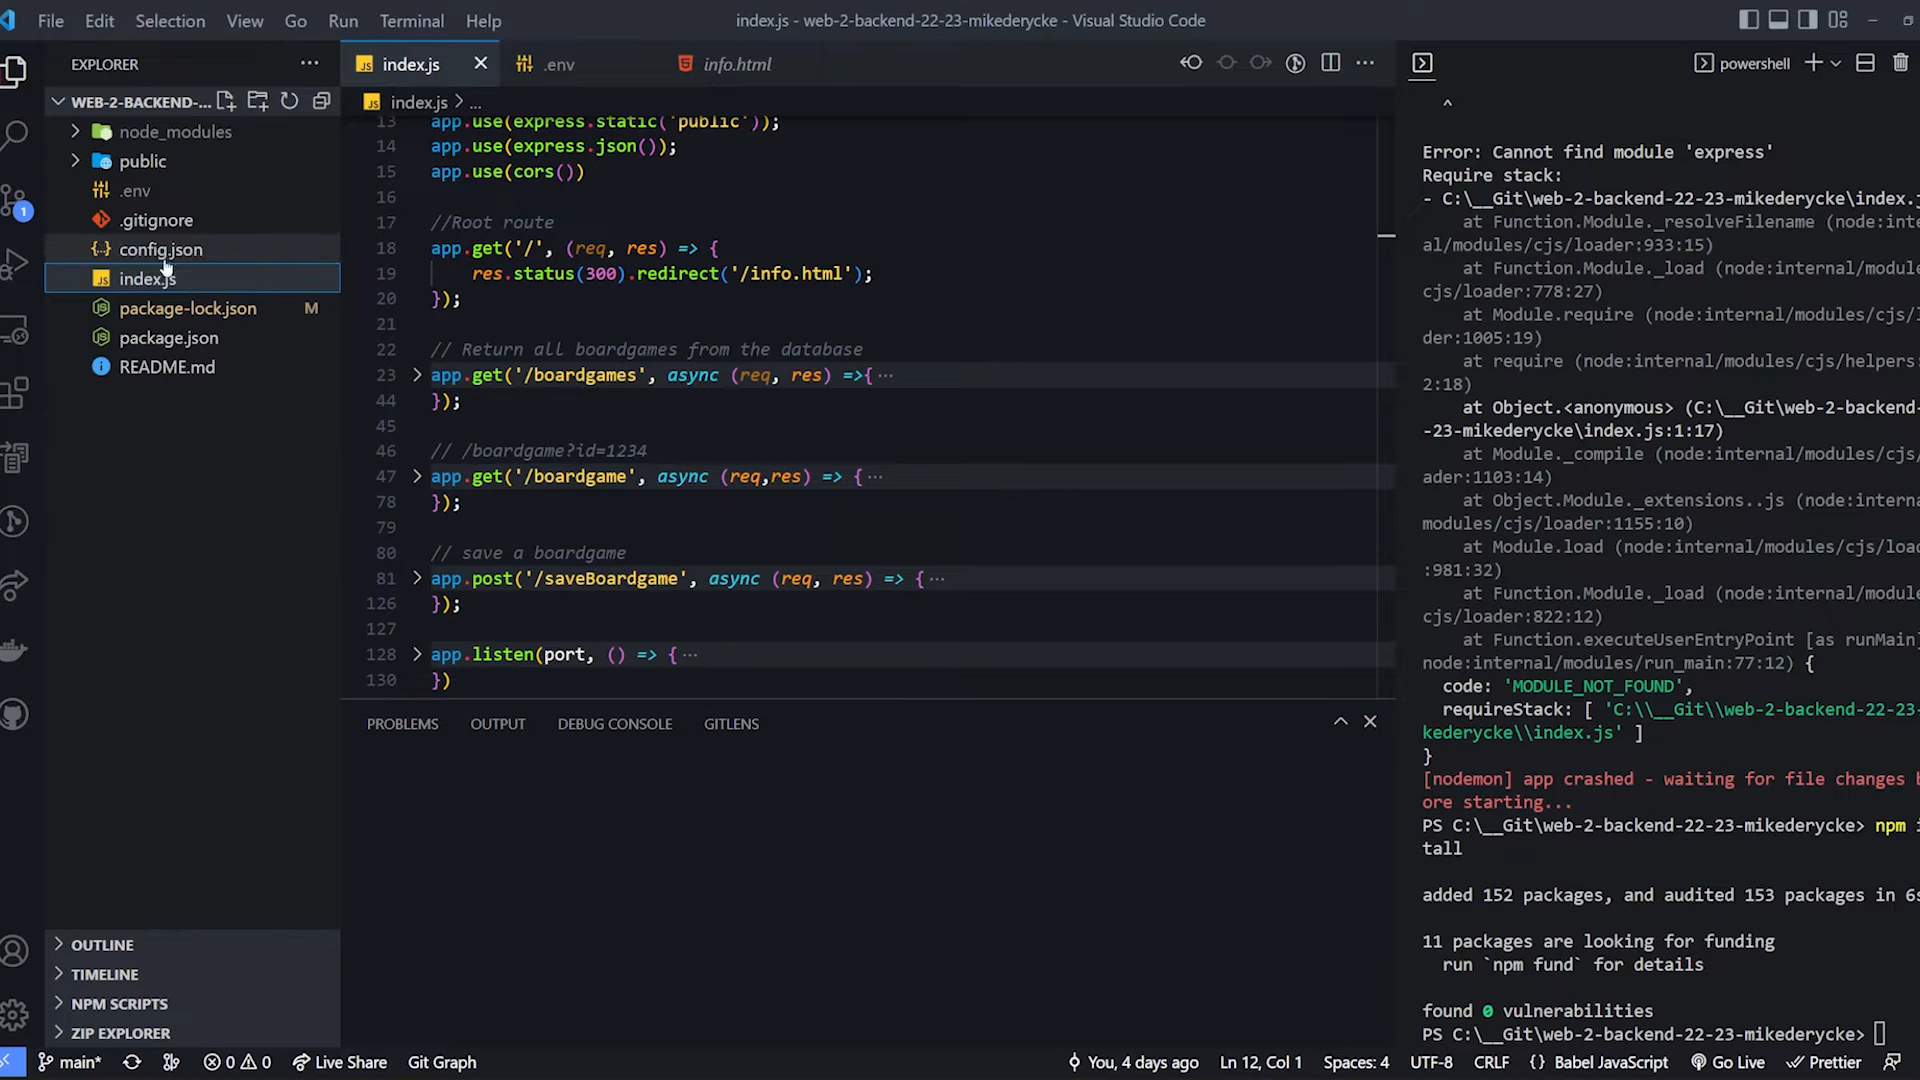 File Edit Selection View Go Run Terminal Help
index.js - web-2-backend-22-23-mikederycke - Visual Studio Code
EXPLORER
WEB-2-BACKEND-...
node_modules
public
.env
.gitignore
config.json
index.js
package-lock.json M
package.json
README.md
OUTLINE
TIMELINE
NPM SCRIPTS
ZIP EXPLORER
1
index.js
.env
info.html
index.js > ...
13 app.use(express.static('public'));
14 app.use(express.json());
15 app.use(cors())
16
17 //Root route
18 app.get('/', (req, res) => {
19 res.status(300).redirect('/info.html');
20 });
21
22 // Return all boardgames from the database
23 app.get('/boardgames', async (req, res) =>{ ...
44 });
45
46 // /boardgame?id=1234
47 app.get('/boardgame', async (req,res) => { ...
78 });
79
80 // save a boardgame
81 app.post('/saveBoardgame', async (req, res) => { ...
126 });
127
128 app.listen(port, () => { ...
130 })
PROBLEMS OUTPUT DEBUG CONSOLE GITLENS
powershell
^
Error: Cannot find module 'express'
Require stack:
- C:\__Git\web-2-backend-22-23-mikederycke\index.j
at Function.Module._resolveFilename (node:inte
al/modules/cjs/loader:933:15)
at Function.Module._load (node:internal/module
cjs/loader:778:27)
at Module.require (node:internal/modules/cjs/l
der:1005:19)
at require (node:internal/modules/cjs/helpers:
2:18)
at Object.<anonymous> (C:\__Git\web-2-backend-
-23-mikederycke\index.js:1:17)
at Module._compile (node:internal/modules/cjs/
ader:1103:14)
at Object.Module._extensions..js (node:interna
modules/cjs/loader:1155:10)
at Module.load (node:internal/modules/cjs/load
:981:32)
at Function.Module._load (node:internal/module
cjs/loader:822:12)
at Function.executeUserEntryPoint [as runMain]
node:internal/modules/run_main:77:12) {
code: 'MODULE_NOT_FOUND',
requireStack: [ 'C:\\__Git\\web-2-backend-22-23-
kederycke\\index.js' ]
}
[nodemon] app crashed - waiting for file changes b
ore starting...
PS C:\__Git\web-2-backend-22-23-mikederycke> npm i
tall
added 152 packages, and audited 153 packages in 6s
11 packages are looking for funding
run `npm fund` for details
found 0 vulnerabilities
PS C:\__Git\web-2-backend-22-23-mikederycke>
main* 0 0 Live Share Git Graph
You, 4 days ago Ln 12, Col 1 Spaces: 4 UTF-8 CRLF {} Babel JavaScript Go Live Prettier